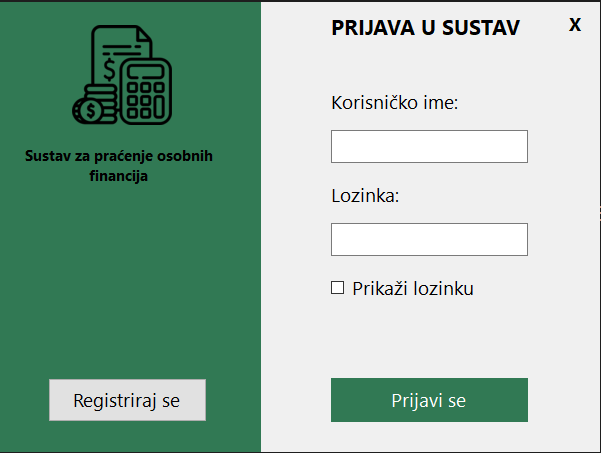 Sustav za praćenje osobnih
financija
Registriraj se
PRIJAVA U SUSTAV
X
Korisničko ime:
Lozinka:
Prikaži lozinku
Prijavi se